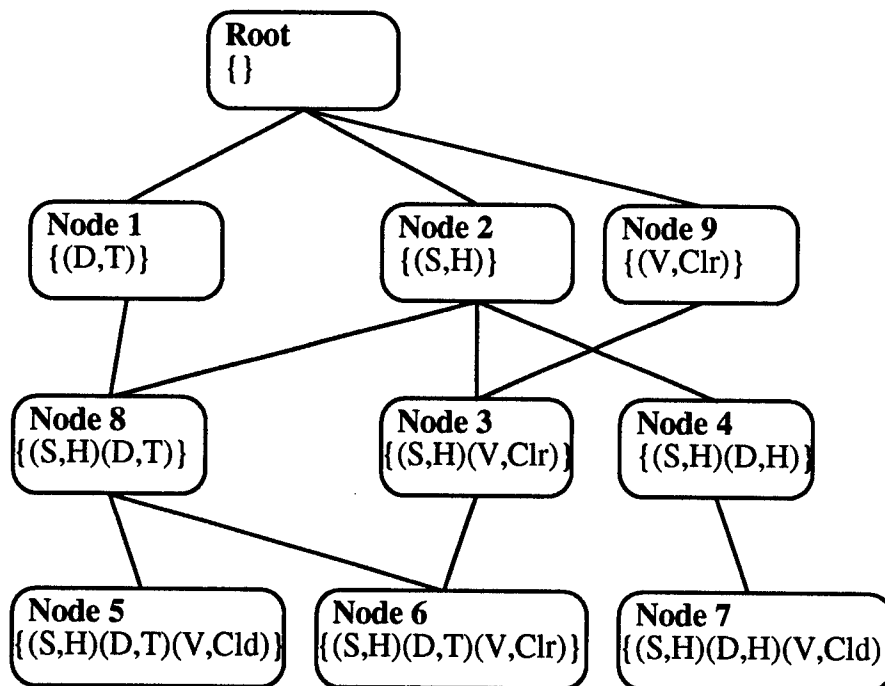 Root
{}
Node 1
{(D,T)}
Node 2
{(S,H)}
Node 9
{(V,Clr)}
Node 8
{(S,H)(D,T)}
Node 3
{(S,H)(V,Clr)}
Node 4
{(S,H)(D,H)}
Node 5
{(S,H)(D,T)(V,Cld)}
Node 6
{(S,H)(D,T)(V,Clr)}
Node 7
{(S,H)(D,H)(V,Cld)